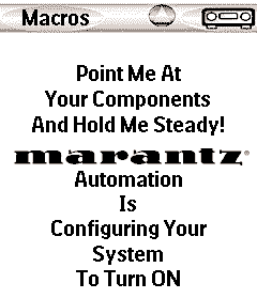 Macros
Point Me At
Your Components
And Hold Me Steady!
marantz®
Automation
Is
Configuring Your
System
To Turn ON